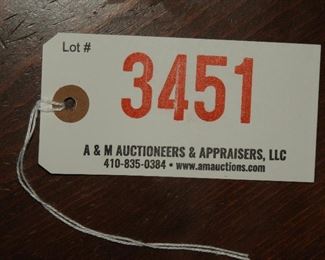 Lot #
3451
A & M AUCTIONEERS & APPRAISERS, LLC
410-835-0384 • www.amauctions.com